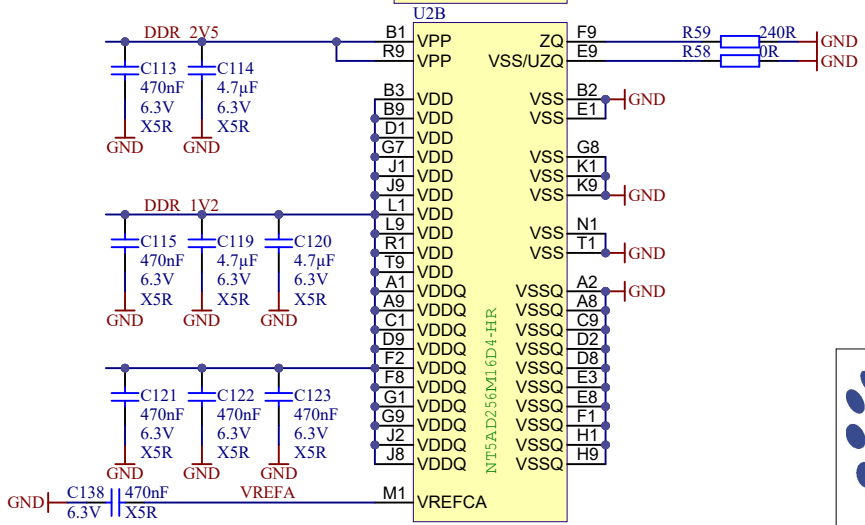 U2B
DDR_2V5 B1 VPP ZQ F9 R59 240R GND
R9 VPP VSS/UZQ E9 R58 0R GND
C113 C114
470nF 4.7µF B3 VDD VSS B2 GND
6.3V 6.3V B9 VDD VSS E1
X5R X5R D1 VDD
GND GND G7 VDD VSS G8
J1 VDD VSS K1
J9 VDD VSS K9 GND
DDR_1V2 L1 VDD
L9 VDD VSS N1
C115 C119 C120 R1 VDD VSS T1 GND
470nF 4.7µF 4.7µF T9 VDD
6.3V 6.3V 6.3V A1 VDDQ VSSQ A2 GND
X5R X5R X5R A9 VDDQ VSSQ A8
GND GND GND C1 VDDQ VSSQ C9
D9 VDDQ VSSQ D2
F2 VDDQ VSSQ D8
F8 VDDQ VSSQ E3
C121 C122 C123 G1 VDDQ VSSQ E8
470nF 470nF 470nF G9 VDDQ VSSQ F1
6.3V 6.3V 6.3V J2 VDDQ VSSQ H1
X5R X5R X5R J8 VDDQ VSSQ H9
GND GND GND
NT5AD256M16D4-HR
GND C138 470nF VREFA M1 VREFCA
6.3V X5R